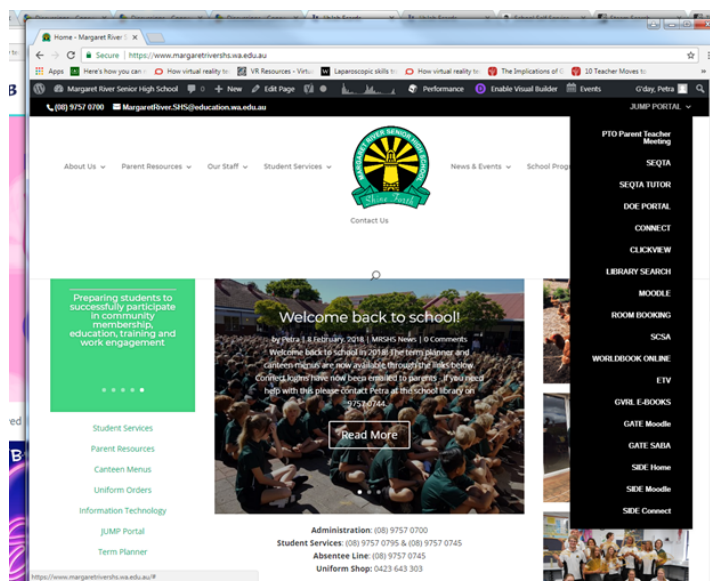 Home - Margaret River S
Secure | https://www.margaretrivershs.wa.edu.au
Apps Here's how you can How virtual reality te VR Resources - Virtu Laparoscopic skills tr How virtual reality te The Implications of 10 Teacher Moves to
Margaret River Senior High School 0 + New Edit Page Performance Enable Visual Builder Events G'day, Petra
(08) 9757 0700 MargaretRiver.SHS@education.wa.edu.au JUMP PORTAL
About Us Parent Resources Our Staff Student Services
MARGARET RIVER SENIOR HIGH SCHOOL
Shine Forth
News & Events School Prog
Contact Us
PTO Parent Teacher
Meeting
SEQTA
SEQTA TUTOR
DOE PORTAL
CONNECT
CLICKVIEW
LIBRARY SEARCH
MOODLE
ROOM BOOKING
SCSA
WORLDBOOK ONLINE
ETV
GVRL E-BOOKS
GATE Moodle
GATE SABA
SIDE Home
SIDE Moodle
SIDE Connect
Preparing students to
successfully participate
in community
membership,
education, training and
work engagement
Welcome back to school!
by Petra | 8 February, 2018 | MRSHS News | 0 Comments
Welcome back to school in 2018! The term planner and
canteen menus are now available through the links below.
Connect logins have now been emailed to parents - if you need
help with this please contact Petra at the school library on
9757 0744.
Read More
Student Services
Parent Resources
Canteen Menus
Uniform Orders
Information Technology
JUMP Portal
Term Planner
Administration: (08) 9757 0700
Student Services: (08) 9757 0795 & (08) 9757 0745
Absentee Line: (08) 9757 0745
Uniform Shop: 0423 643 303
https://www.margaretrivershs.wa.edu.au/#